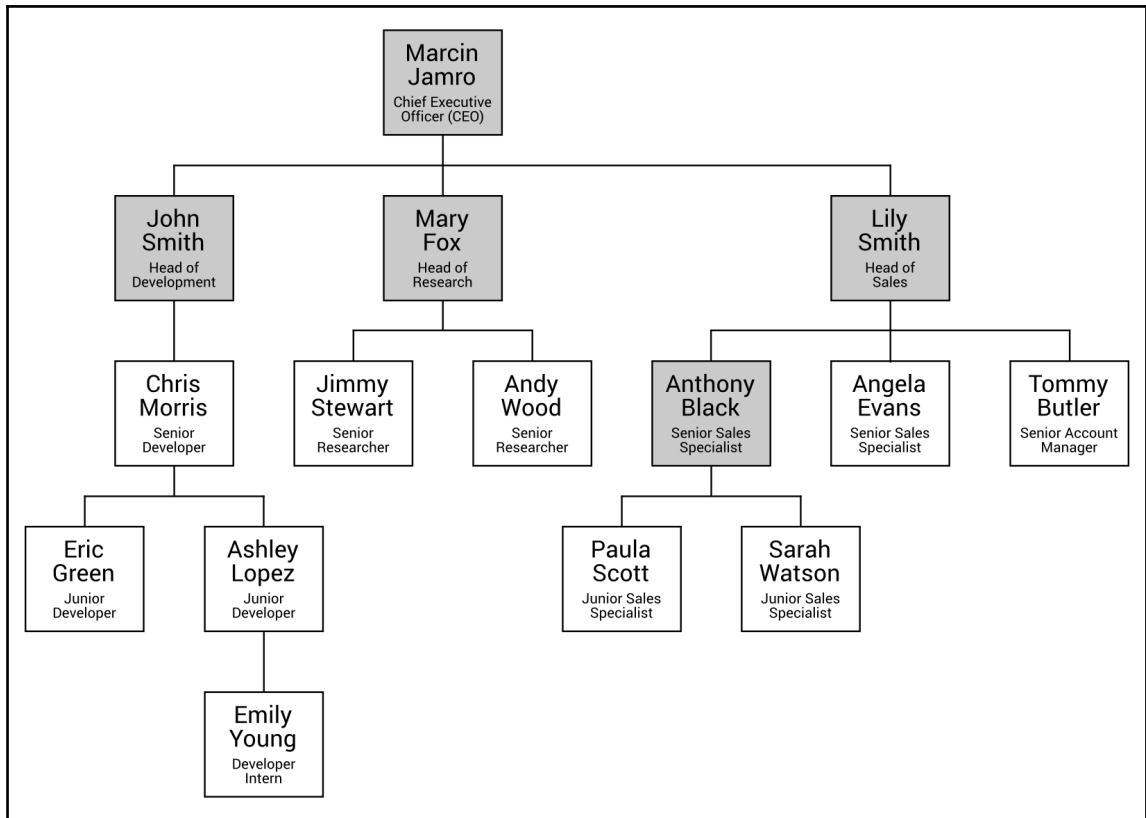 Marcin
Jamro
Chief Executive
Officer (CEO)
John
Smith
Head of
Development
Mary
Fox
Head of
Research
Lily
Smith
Head of
Sales
Chris
Morris
Senior
Developer
Jimmy
Stewart
Senior
Researcher
Andy
Wood
Senior
Researcher
Anthony
Black
Senior Sales
Specialist
Angela
Evans
Senior Sales
Specialist
Tommy
Butler
Senior Account
Manager
Eric
Green
Junior
Developer
Ashley
Lopez
Junior
Developer
Paula
Scott
Junior Sales
Specialist
Sarah
Watson
Junior Sales
Specialist
Emily
Young
Developer
Intern